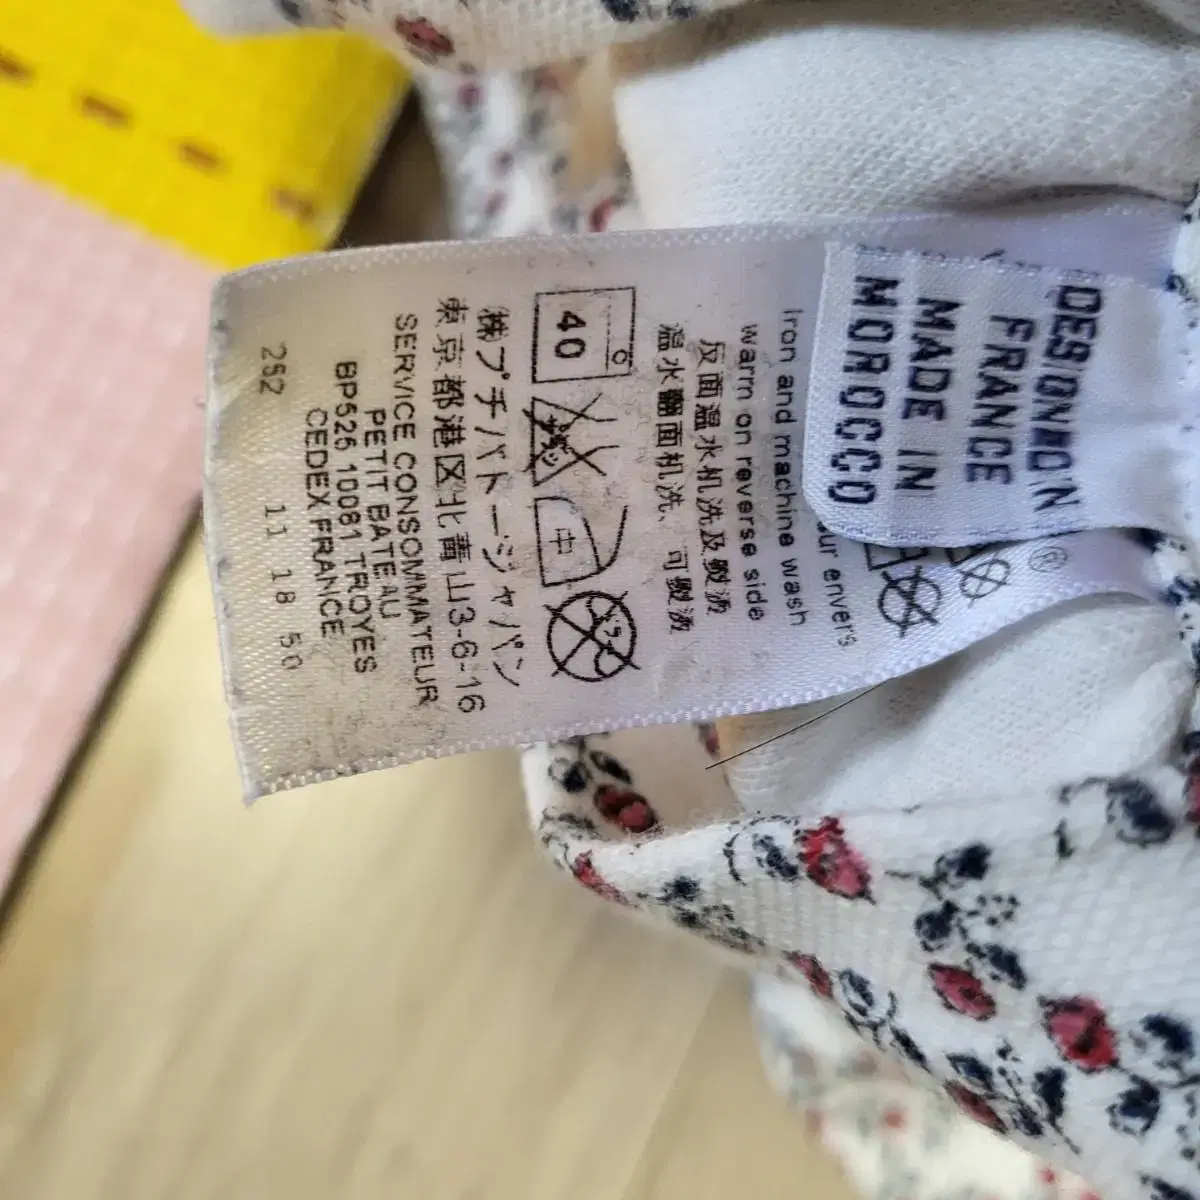 DESIGNED IN
FRANCE
MADE IN
MOROCCO
envers
Iron and machine wash
warm on reverse side
反面温水机洗及熨烫
温水翻面机洗、可熨烫
40
中
㈱プチバトージャパン
東京都港区北青山3-6-16
SERVICE CONSOMMATEUR
PETIT BATEAU
BP525 10081 TROYES
CEDEX FRANCE
252 11 18 50